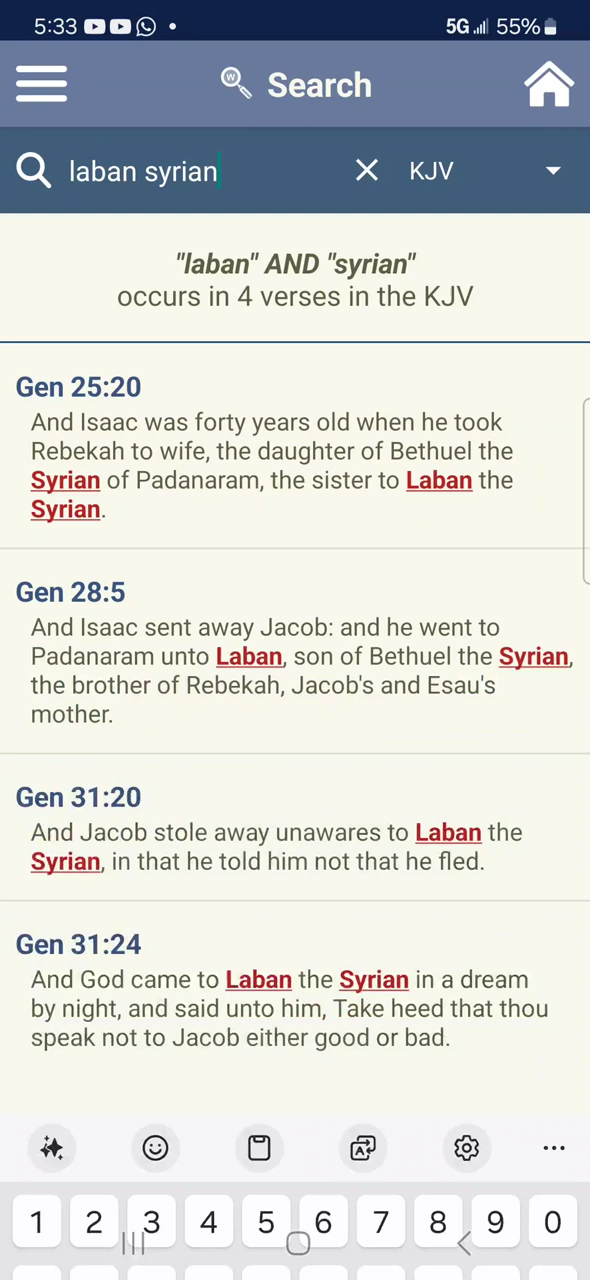 5:33 5G 55%
Search
laban syrian KJV
"laban" AND "syrian"
occurs in 4 verses in the KJV
Gen 25:20
And Isaac was forty years old when he took
Rebekah to wife, the daughter of Bethuel the
Syrian of Padanaram, the sister to Laban the
Syrian.
Gen 28:5
And Isaac sent away Jacob: and he went to
Padanaram unto Laban, son of Bethuel the Syrian,
the brother of Rebekah, Jacob's and Esau's
mother.
Gen 31:20
And Jacob stole away unawares to Laban the
Syrian, in that he told him not that he fled.
Gen 31:24
And God came to Laban the Syrian in a dream
by night, and said unto him, Take heed that thou
speak not to Jacob either good or bad.
1 2 3 4 5 6 7 8 9 0